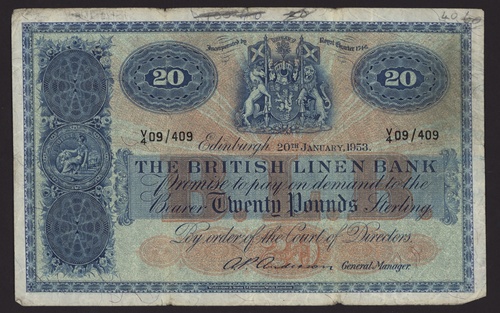 40
Incorporated by Royal Charter 1746.
20 20
V/4 09/409 V/4 09/409
Edinburgh 20TH JANUARY, 1953.
THE BRITISH LINEN BANK
Promise to pay on demand to the
Bearer Twenty Pounds Sterling
By order of the Court of Directors.
General Manager.